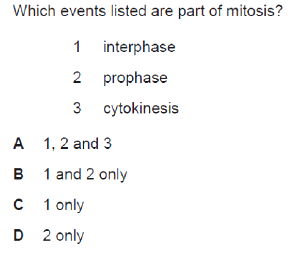 Which events listed are part of mitosis?
1 interphase
2 prophase
3 cytokinesis
A 1, 2 and 3
B 1 and 2 only
C 1 only
D 2 only